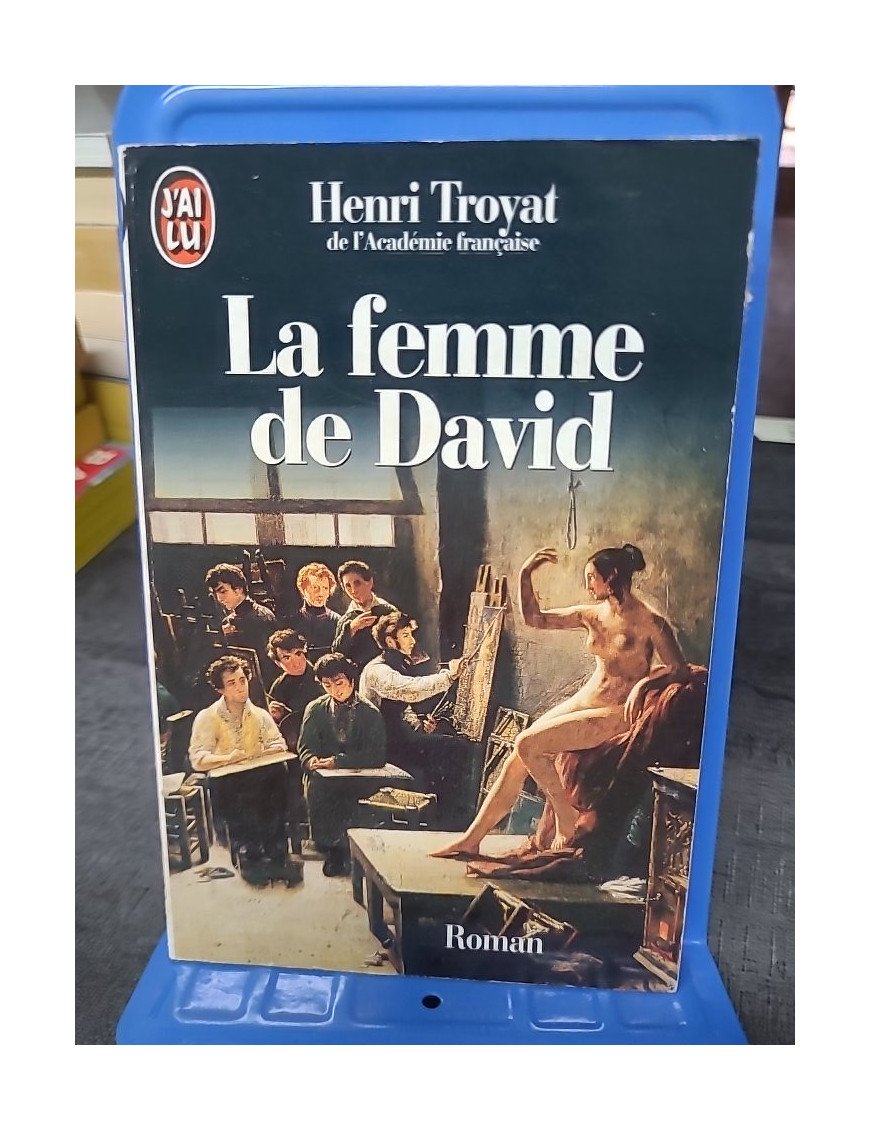 J'AI
LU
Henri Troyat
de l'Académie française
La femme
de David
Roman